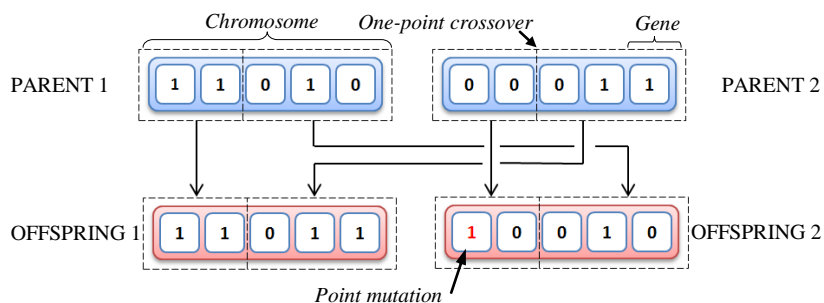 Chromosome One-point crossover Gene
PARENT 1 1 1 0 1 0 0 0 0 1 1 PARENT 2
OFFSPRING 1 1 1 0 1 1 1 0 0 1 0 OFFSPRING 2
Point mutation